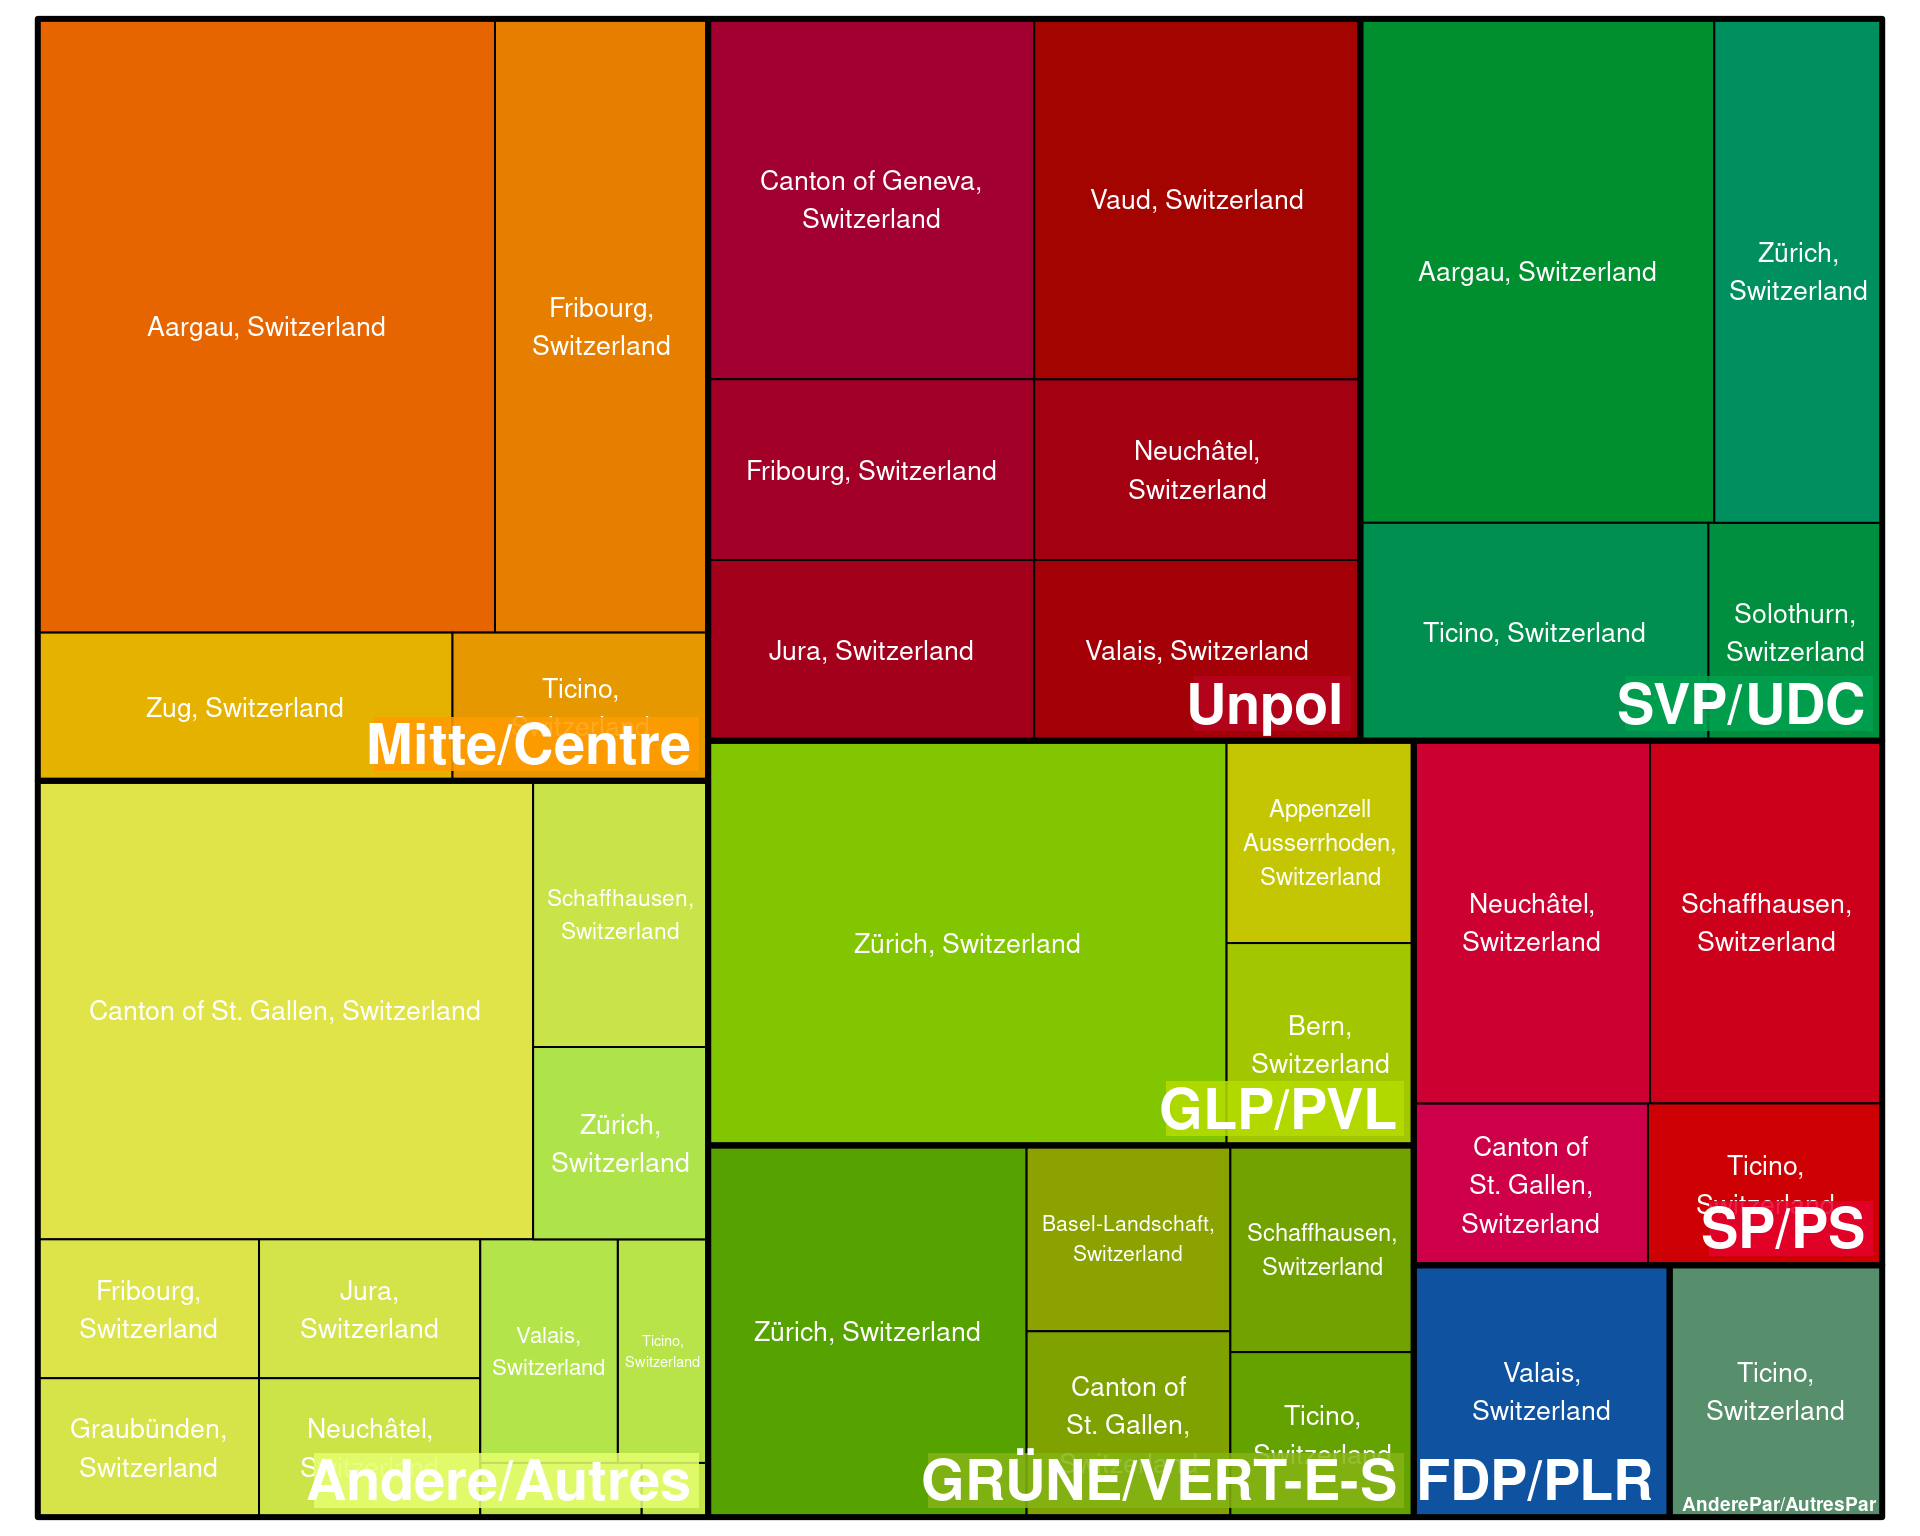 Aargau, Switzerland
Fribourg,
Switzerland
Zug, Switzerland
Ticino,
Switzerland
Mitte/Centre
Canton of Geneva,
Switzerland
Vaud, Switzerland
Fribourg, Switzerland
Neuchâtel,
Switzerland
Jura, Switzerland
Valais, Switzerland
Unpol
Aargau, Switzerland
Zürich,
Switzerland
Ticino, Switzerland
Solothurn,
Switzerland
SVP/UDC
Canton of St. Gallen, Switzerland
Schaffhausen,
Switzerland
Zürich,
Switzerland
Fribourg,
Switzerland
Jura,
Switzerland
Valais,
Switzerland
Ticino,
Switzerland
Graubünden,
Switzerland
Neuchâtel,
Switzerland
Andere/Autres
Zürich, Switzerland
Appenzell
Ausserrhoden,
Switzerland
Bern,
Switzerland
GLP/PVL
Neuchâtel,
Switzerland
Schaffhausen,
Switzerland
Canton of
St. Gallen,
Switzerland
Ticino,
Switzerland
SP/PS
Zürich, Switzerland
Basel-Landschaft,
Switzerland
Schaffhausen,
Switzerland
Canton of
St. Gallen,
Switzerland
Ticino,
Switzerland
GRÜNE/VERT-E-S
Valais,
Switzerland
FDP/PLR
Ticino,
Switzerland
AnderePar/AutresPar